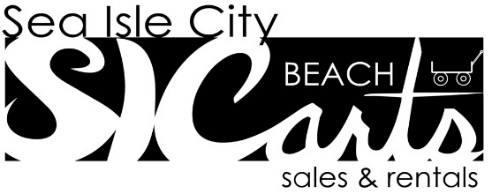 Sea Isle City
SICarts
BEACH
sales & rentals